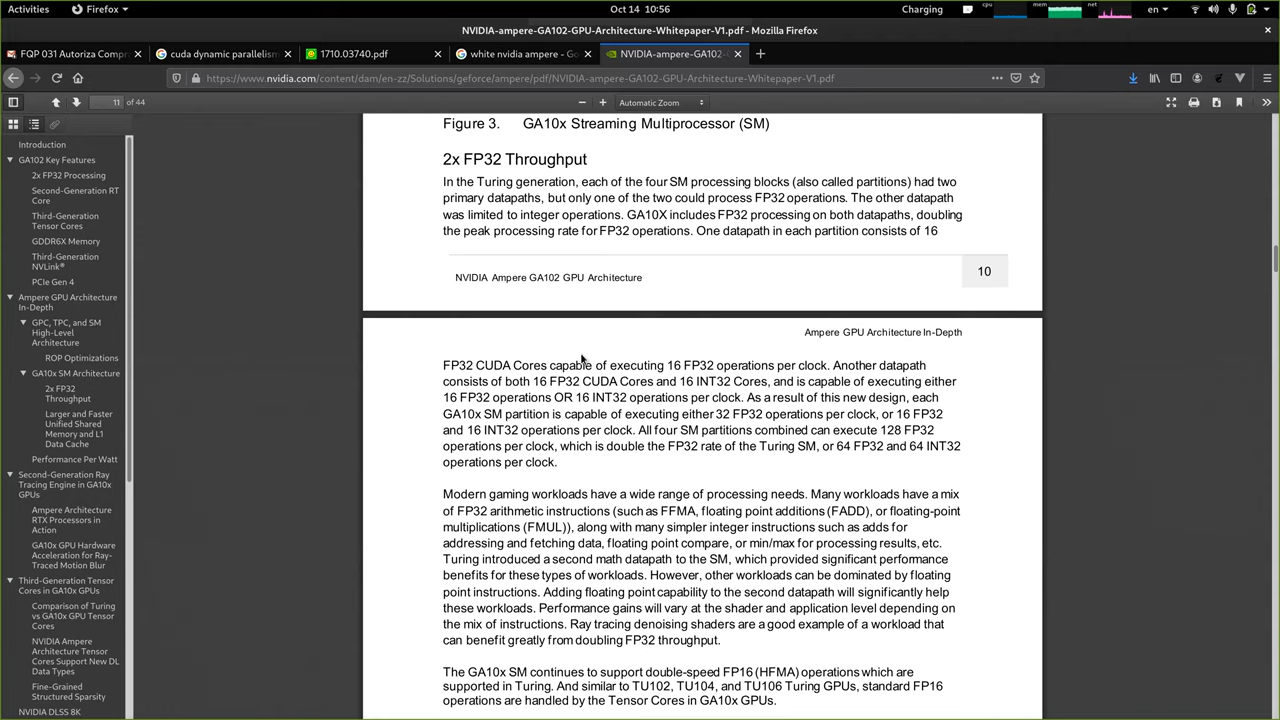 Activities
Firefox
Oct 14 10:56
Charging
cpu
mem
net
en
NVIDIA-ampere-GA102-GPU-Architecture-Whitepaper-V1.pdf - Mozilla Firefox
FQP 031 Autoriza Compr
cuda dynamic parallelism
1710.03740.pdf
white nvidia ampere - Go
NVIDIA-ampere-GA102-
https://www.nvidia.com/content/dam/en-zz/Solutions/geforce/ampere/pdf/NVIDIA-ampere-GA102-GPU-Architecture-Whitepaper-V1.pdf
11 of 44
Automatic Zoom
Introduction
GA102 Key Features
2x FP32 Processing
Second-Generation RT
Core
Third-Generation
Tensor Cores
GDDR6X Memory
Third-Generation
NVLink®
PCIe Gen 4
Ampere GPU Architecture
In-Depth
GPC, TPC, and SM
High-Level
Architecture
ROP Optimizations
GA10x SM Architecture
2x FP32
Throughput
Larger and Faster
Unified Shared
Memory and L1
Data Cache
Performance Per Watt
Second-Generation Ray
Tracing Engine in GA10x
GPUs
Ampere Architecture
RTX Processors in
Action
GA10x GPU Hardware
Acceleration for Ray-
Traced Motion Blur
Third-Generation Tensor
Cores in GA10x GPUs
Comparison of Turing
vs GA10x GPU Tensor
Cores
NVIDIA Ampere
Architecture Tensor
Cores Support New DL
Data Types
Fine-Grained
Structured Sparsity
NVIDIA DLSS 8K
Figure 3. GA10x Streaming Multiprocessor (SM)
2x FP32 Throughput
In the Turing generation, each of the four SM processing blocks (also called partitions) had two
primary datapaths, but only one of the two could process FP32 operations. The other datapath
was limited to integer operations. GA10X includes FP32 processing on both datapaths, doubling
the peak processing rate for FP32 operations. One datapath in each partition consists of 16
NVIDIA Ampere GA102 GPU Architecture
10
Ampere GPU Architecture In-Depth
FP32 CUDA Cores capable of executing 16 FP32 operations per clock. Another datapath
consists of both 16 FP32 CUDA Cores and 16 INT32 Cores, and is capable of executing either
16 FP32 operations OR 16 INT32 operations per clock. As a result of this new design, each
GA10x SM partition is capable of executing either 32 FP32 operations per clock, or 16 FP32
and 16 INT32 operations per clock. All four SM partitions combined can execute 128 FP32
operations per clock, which is double the FP32 rate of the Turing SM, or 64 FP32 and 64 INT32
operations per clock.
Modern gaming workloads have a wide range of processing needs. Many workloads have a mix
of FP32 arithmetic instructions (such as FFMA, floating point additions (FADD), or floating-point
multiplications (FMUL)), along with many simpler integer instructions such as adds for
addressing and fetching data, floating point compare, or min/max for processing results, etc.
Turing introduced a second math datapath to the SM, which provided significant performance
benefits for these types of workloads. However, other workloads can be dominated by floating
point instructions. Adding floating point capability to the second datapath will significantly help
these workloads. Performance gains will vary at the shader and application level depending on
the mix of instructions. Ray tracing denoising shaders are a good example of a workload that
can benefit greatly from doubling FP32 throughput.
The GA10x SM continues to support double-speed FP16 (HFMA) operations which are
supported in Turing. And similar to TU102, TU104, and TU106 Turing GPUs, standard FP16
operations are handled by the Tensor Cores in GA10x GPUs.